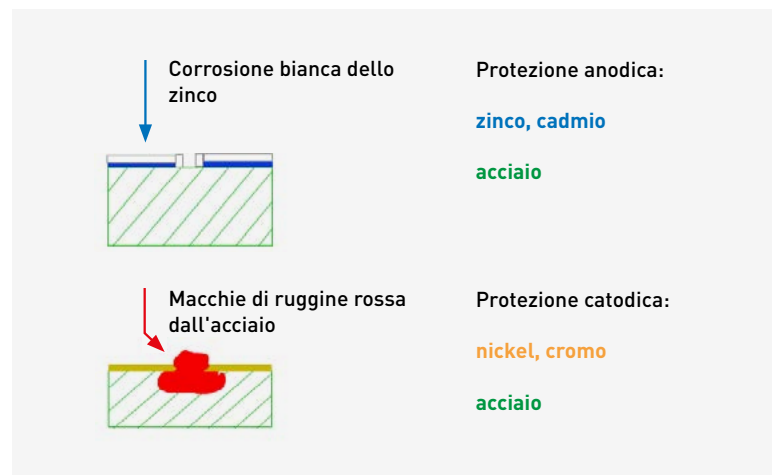 Corrosione bianca dello
zinco
Protezione anodica:
zinco, cadmio
acciaio
Macchie di ruggine rossa
dall'acciaio
Protezione catodica:
nickel, cromo
acciaio